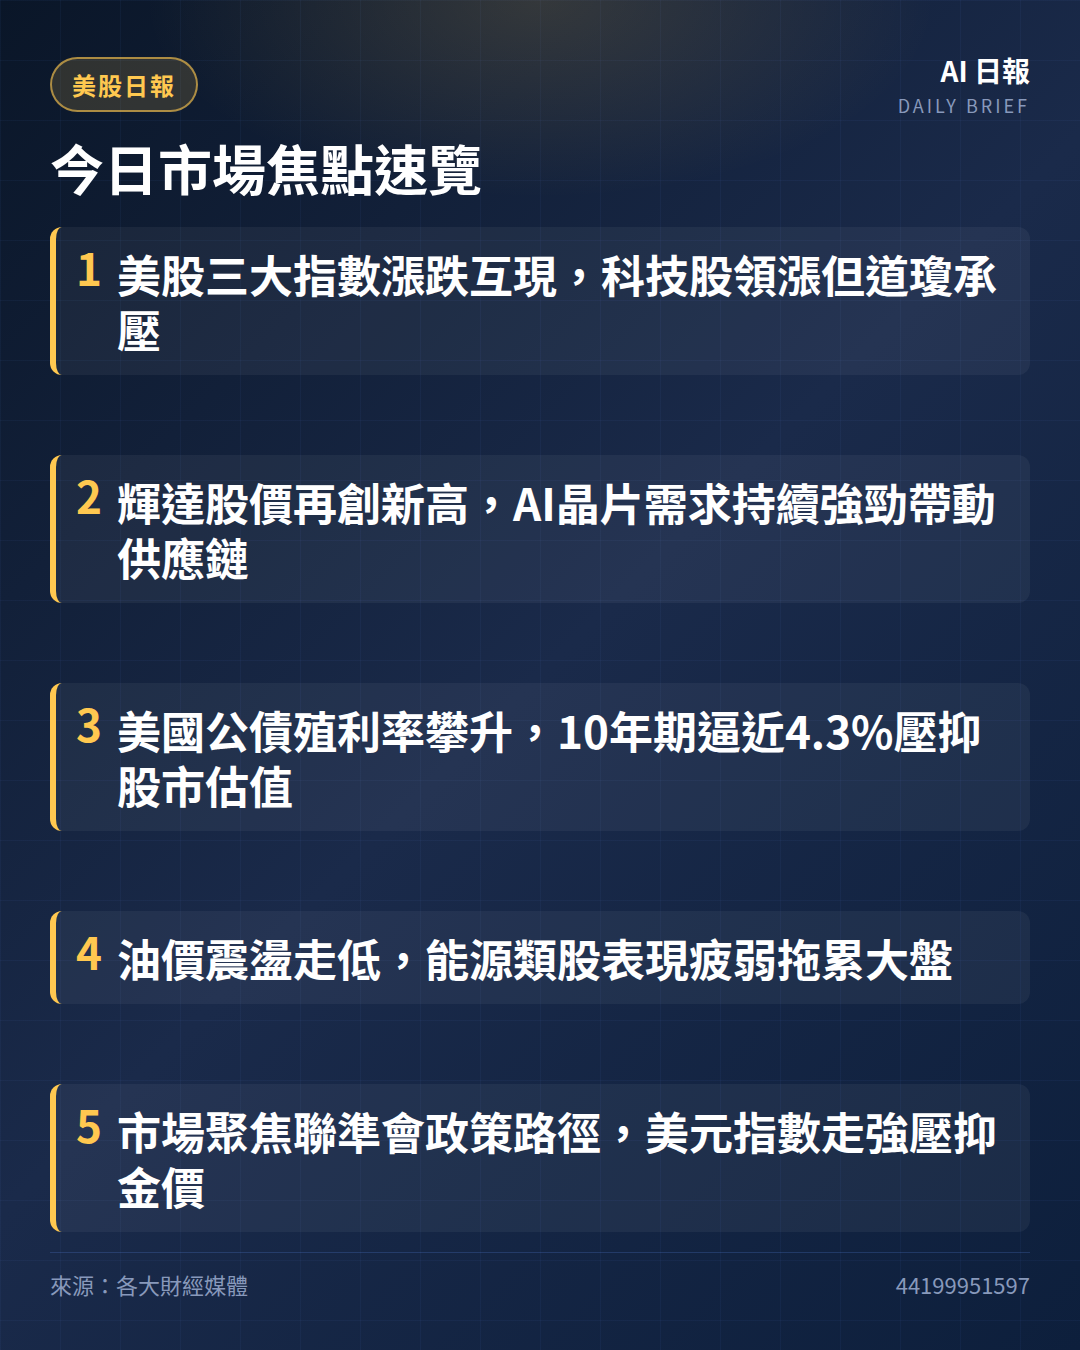 美股日報
AI 日報
DAILY BRIEF
今日市場焦點速覽
1 美股三大指數漲跌互現，科技股領漲但道瓊承
壓
2 輝達股價再創新高，AI晶片需求持續強勁帶動
供應鏈
3 美國公債殖利率攀升，10年期逼近4.3%壓抑
股市估值
4 油價震盪走低，能源類股表現疲弱拖累大盤
5 市場聚焦聯準會政策路徑，美元指數走強壓抑
金價
來源：各大財經媒體
44199951597